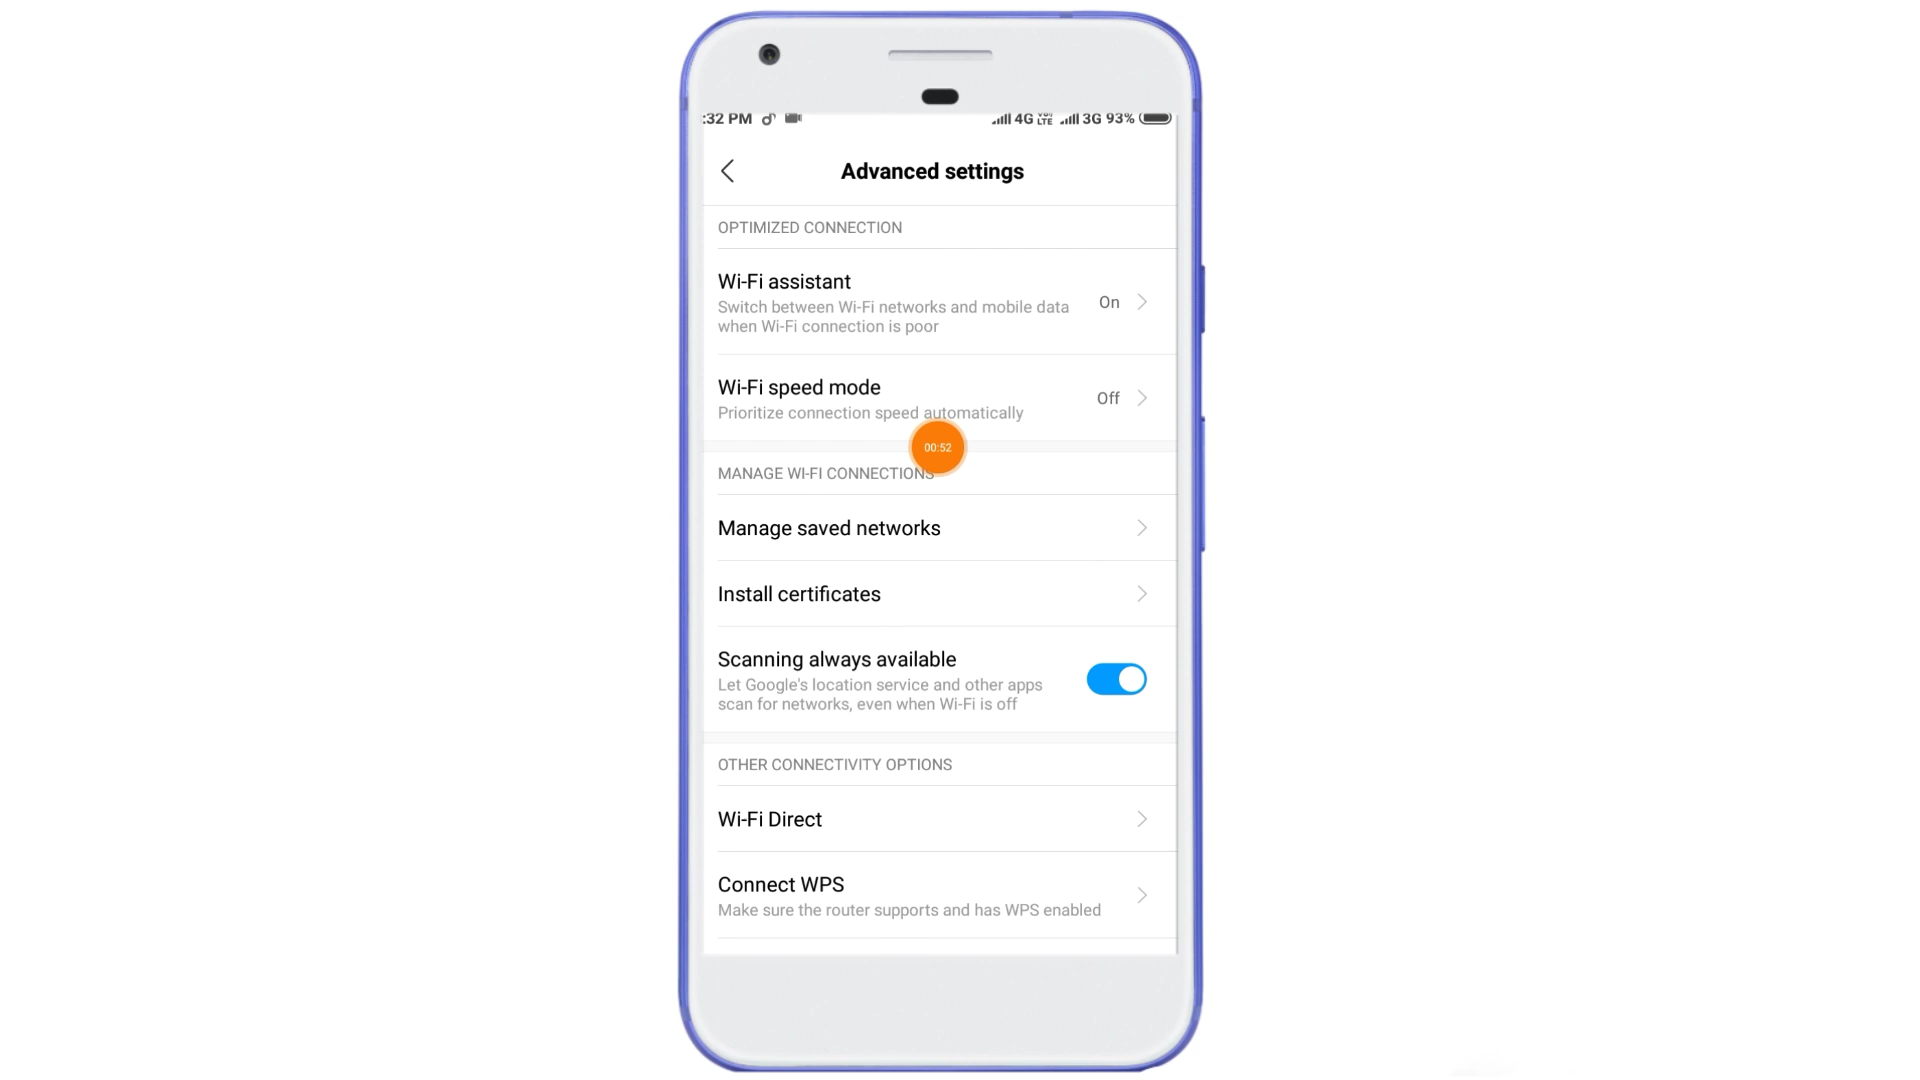 :32 PM 4G VoLTE 3G 93%
Advanced settings
OPTIMIZED CONNECTION
Wi-Fi assistant
Switch between Wi-Fi networks and mobile data
when Wi-Fi connection is poor
On
Wi-Fi speed mode
Prioritize connection speed automatically
Off
00:52
MANAGE WI-FI CONNECTIONS
Manage saved networks
Install certificates
Scanning always available
Let Google's location service and other apps
scan for networks, even when Wi-Fi is off
OTHER CONNECTIVITY OPTIONS
Wi-Fi Direct
Connect WPS
Make sure the router supports and has WPS enabled